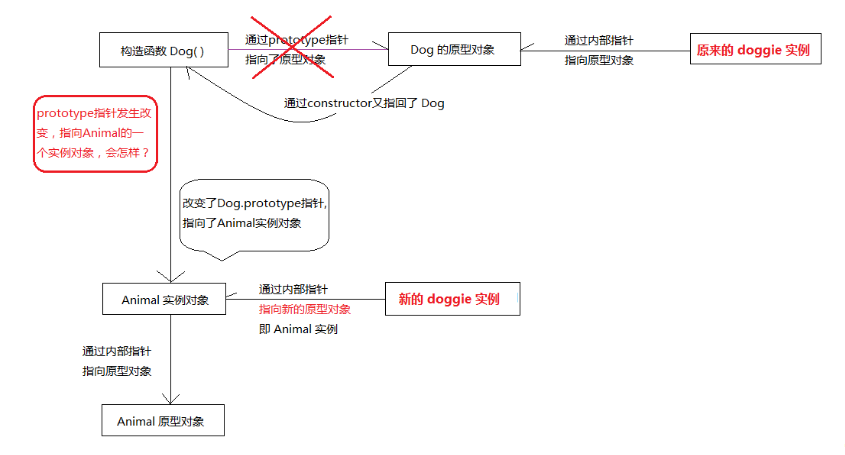 构造函数 Dog( )
通过prototype指针
指向了原型对象
Dog 的原型对象
通过内部指针
指向原型对象
原来的 doggie 实例
通过constructor又指回了 Dog
prototype指针发生改
变，指向Animal的一
个实例对象，会怎样？
改变了Dog.prototype指针,
指向了Animal实例对象
Animal 实例对象
通过内部指针
指向新的原型对象
即 Animal 实例
新的 doggie 实例
通过内部指针
指向原型对象
Animal 原型对象